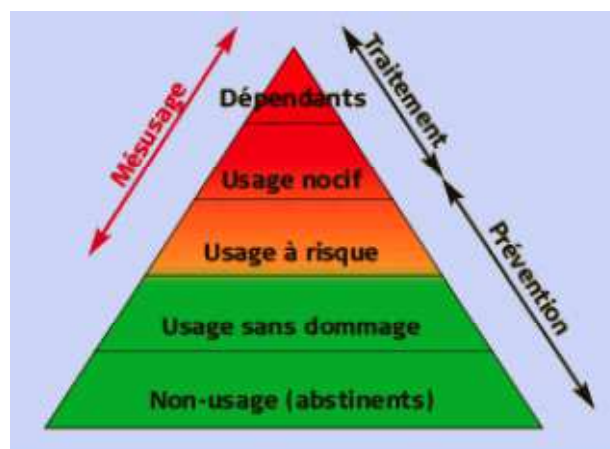 Mésusage
Traitement
Dépendants
Usage nocif
Usage à risque
Prévention
Usage sans dommage
Non-usage (abstinents)